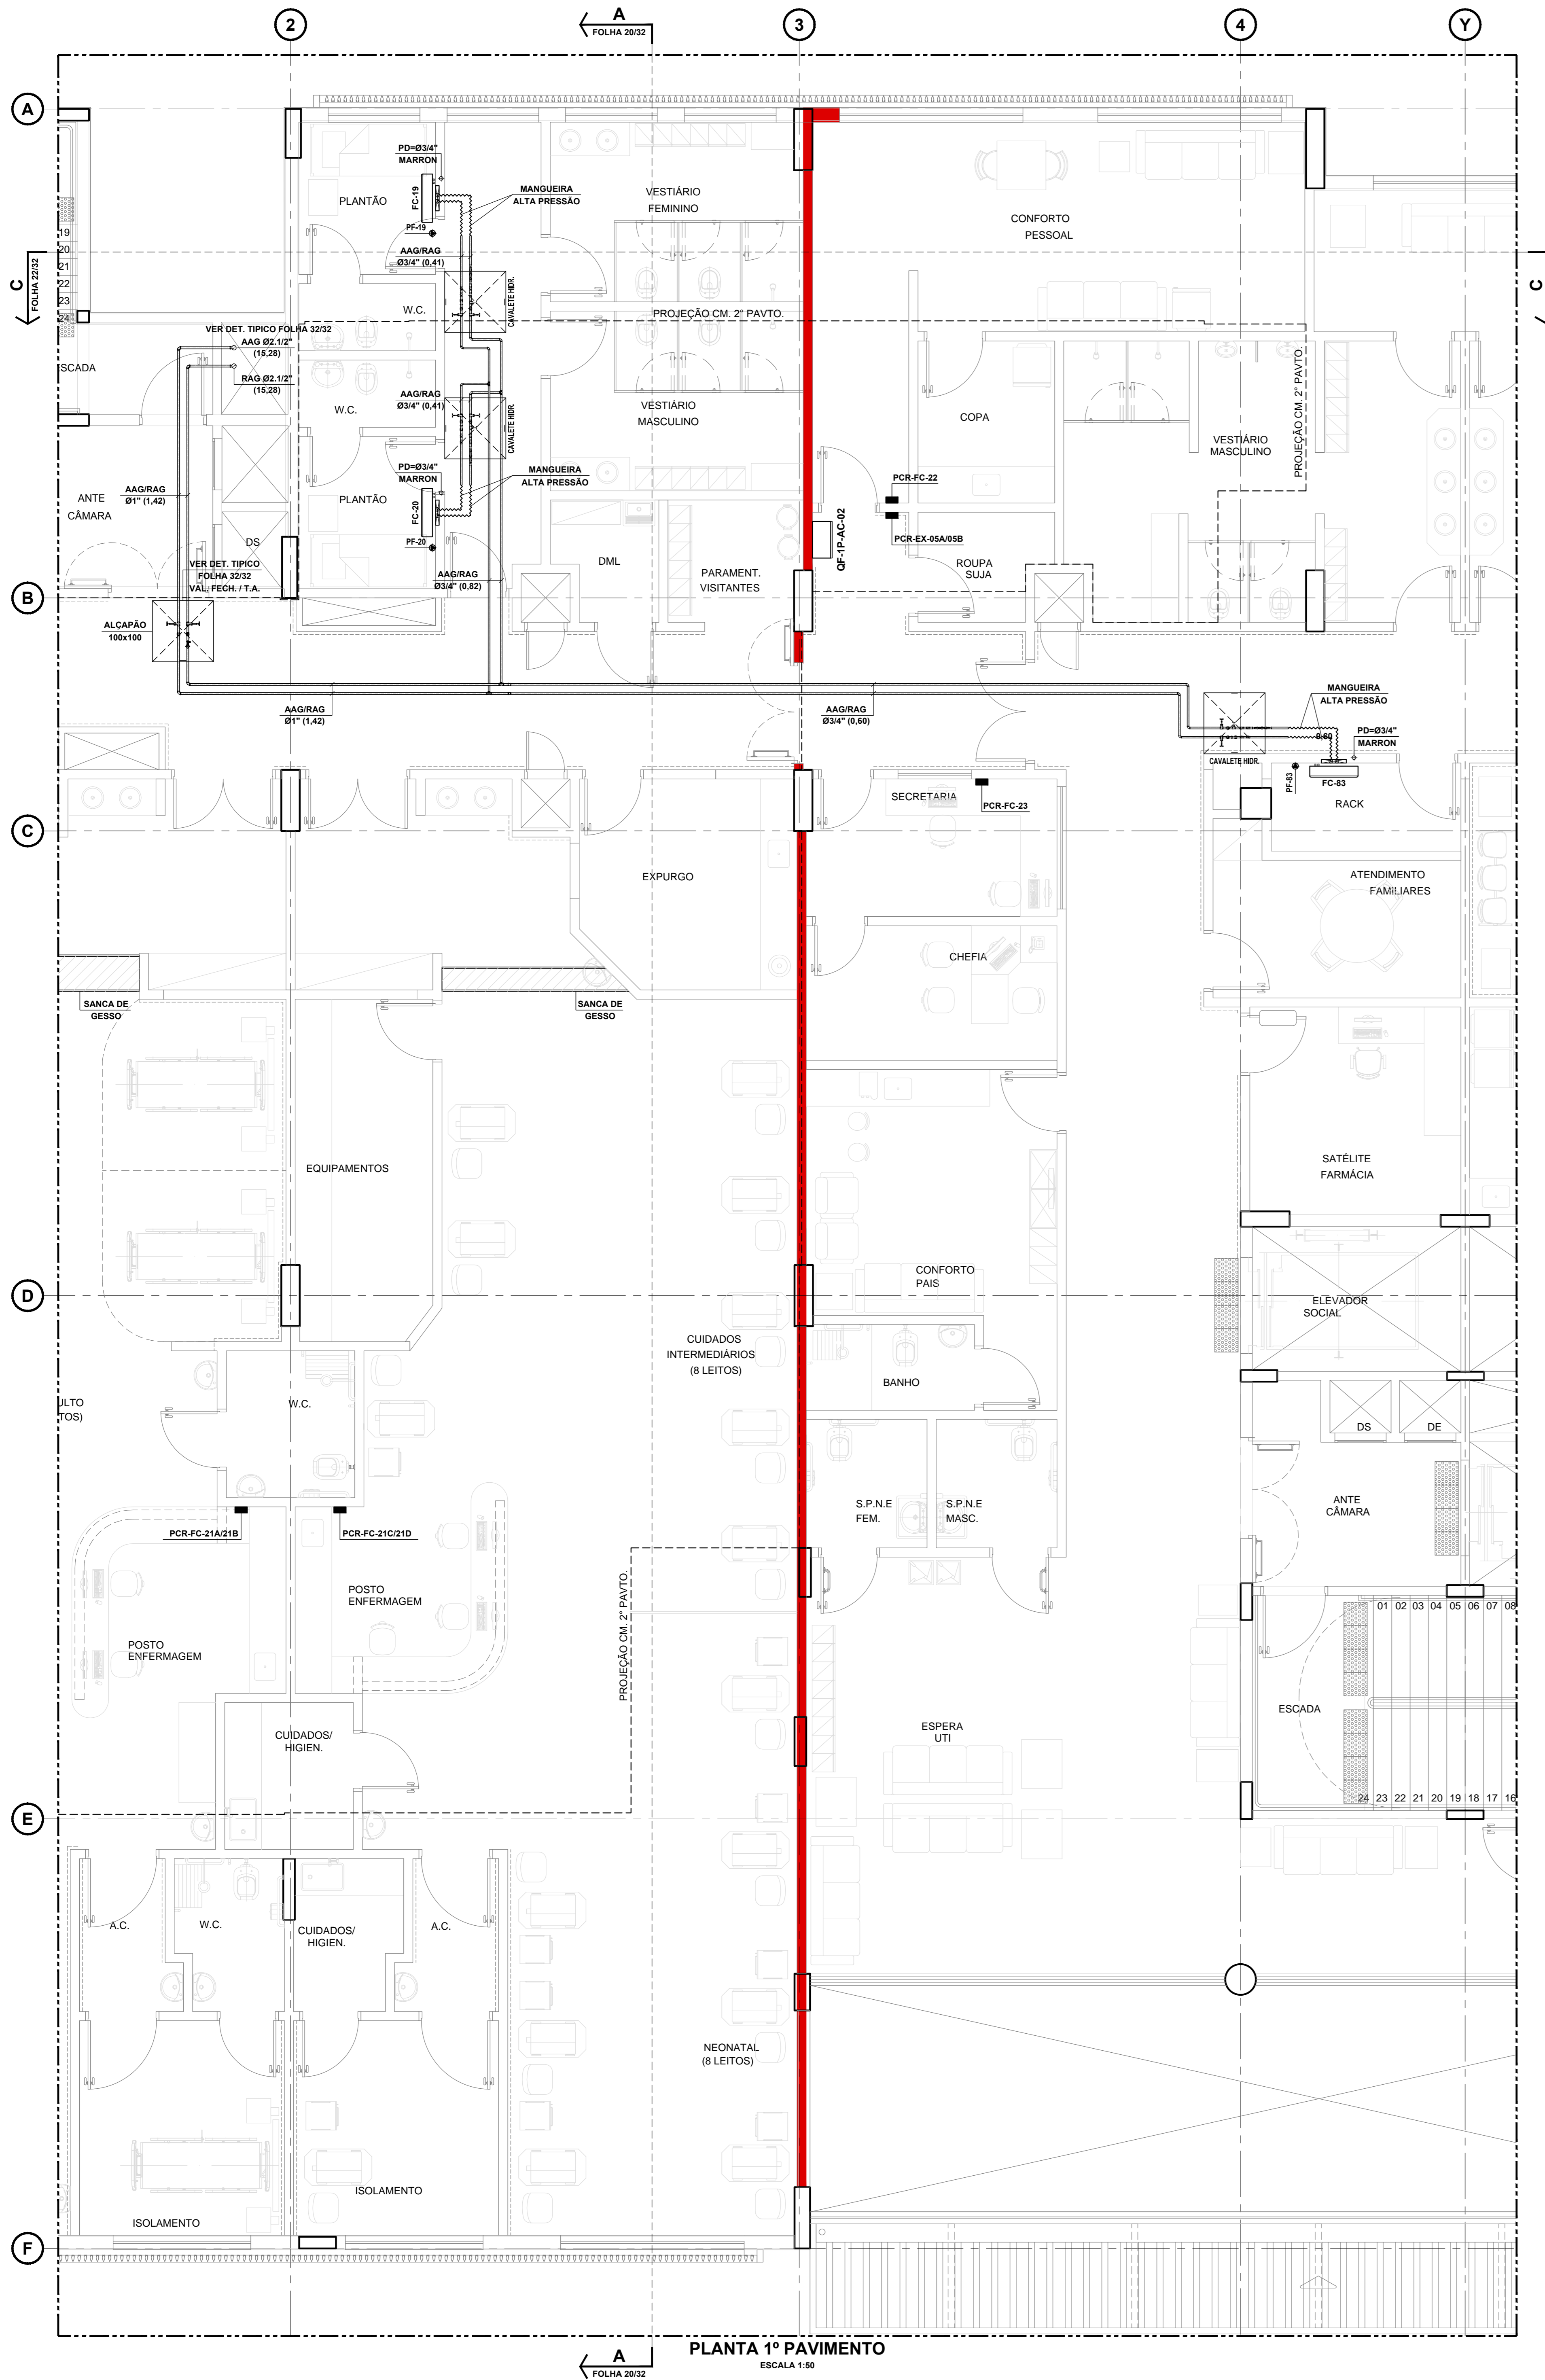 2
A
FOLHA 20/32
3
4
Y
A
PD=Ø3/4"
MARRON
FC-19
PLANTÃO
MANGUEIRA
ALTA PRESSÃO
PF-19
VESTIÁRIO
FEMININO
CONFORTO
PESSOAL
19
20
21
22
23
24
C
FOLHA 22/32
C
AAG/RAG
Ø3/4" (0,41)
CAVALETE HIDR.
W.C.
PROJEÇÃO CM. 2° PAVTO.
VER DET. TIPICO FOLHA 32/32
AAG Ø2.1/2"
(15,28)
SCADA
RAG Ø2.1/2"
(15,28)
AAG/RAG
Ø3/4" (0,41)
CAVALETE HIDR.
W.C.
VESTIÁRIO
MASCULINO
COPA
VESTIÁRIO
MASCULINO
PROJEÇÃO CM. 2° PAVTO.
PD=Ø3/4"
MARRON
MANGUEIRA
ALTA PRESSÃO
PCR-FC-22
ANTE
CÂMARA
AAG/RAG
Ø1" (1,42)
PLANTÃO
FC-20
PF-20
DS
QF-1P-AC-02
PCR-EX-05A/05B
VER DET. TIPICO
FOLHA 32/32
VAL. FECH. / T.A.
DML
PARAMENT.
VISITANTES
ROUPA
SUJA
AAG/RAG
Ø3/4" (0,82)
B
ALÇAPÃO
100x100
AAG/RAG
Ø1" (1,42)
AAG/RAG
Ø3/4" (0,60)
MANGUEIRA
ALTA PRESSÃO
0,60
PD=Ø3/4"
MARRON
CAVALETE HIDR.
PF-83
FC-83
RACK
SECRETARIA
PCR-FC-23
C
EXPURGO
ATENDIMENTO
FAMILIARES
CHEFIA
SANCA DE
GESSO
SANCA DE
GESSO
EQUIPAMENTOS
SATÉLITE
FARMÁCIA
CONFORTO
PAIS
D
ELEVADOR
SOCIAL
CUIDADOS
INTERMEDIÁRIOS
(8 LEITOS)
BANHO
ULTO
TOS)
W.C.
DS
DE
S.P.N.E
FEM.
S.P.N.E
MASC.
ANTE
CÂMARA
PCR-FC-21A/21B
PCR-FC-21C/21D
POSTO
ENFERMAGEM
PROJEÇÃO CM. 2° PAVTO.
01 02 03 04 05 06 07 08
POSTO
ENFERMAGEM
ESCADA
CUIDADOS/
HIGIEN.
ESPERA
UTI
24 23 22 21 20 19 18 17 16
E
A.C.
W.C.
CUIDADOS/
HIGIEN.
A.C.
NEONATAL
(8 LEITOS)
ISOLAMENTO
ISOLAMENTO
F
PLANTA 1º PAVIMENTO
ESCALA 1:50
A
FOLHA 20/32